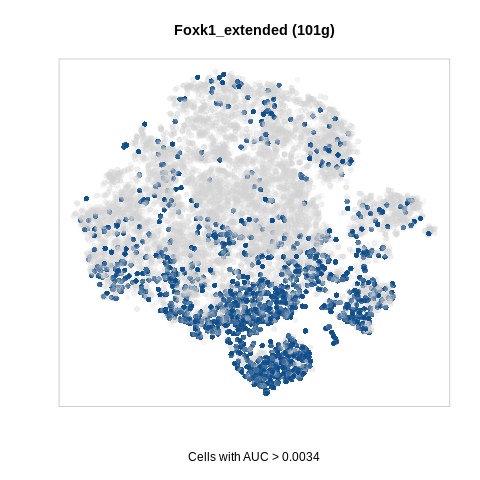 Foxk1_extended (101g)
Cells with AUC > 0.0034